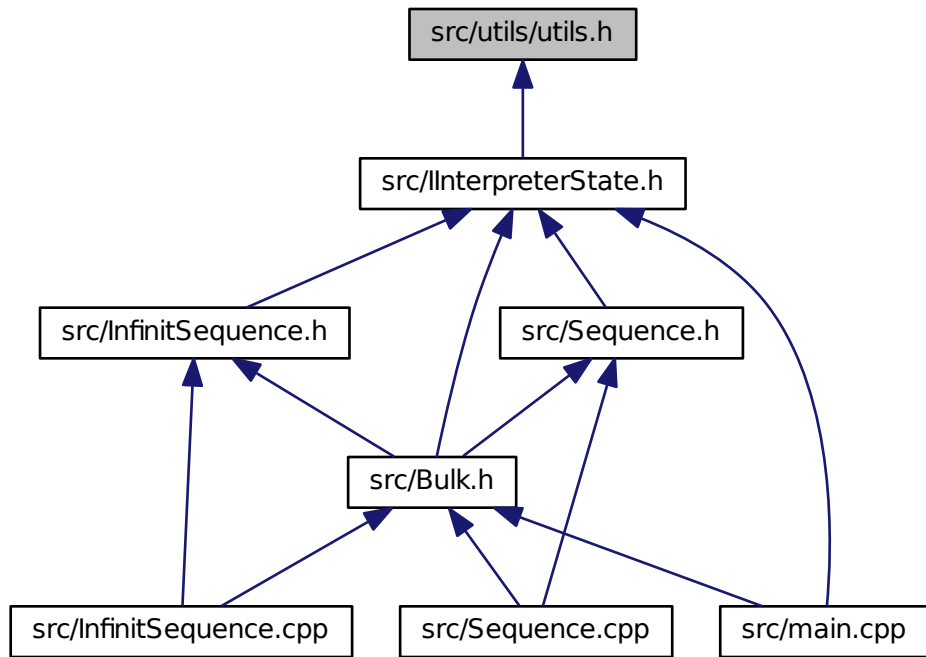 src/utils/utils.h
src/IInterpreterState.h
src/InfinitSequence.h
src/Sequence.h
src/Bulk.h
src/InfinitSequence.cpp
src/Sequence.cpp
src/main.cpp